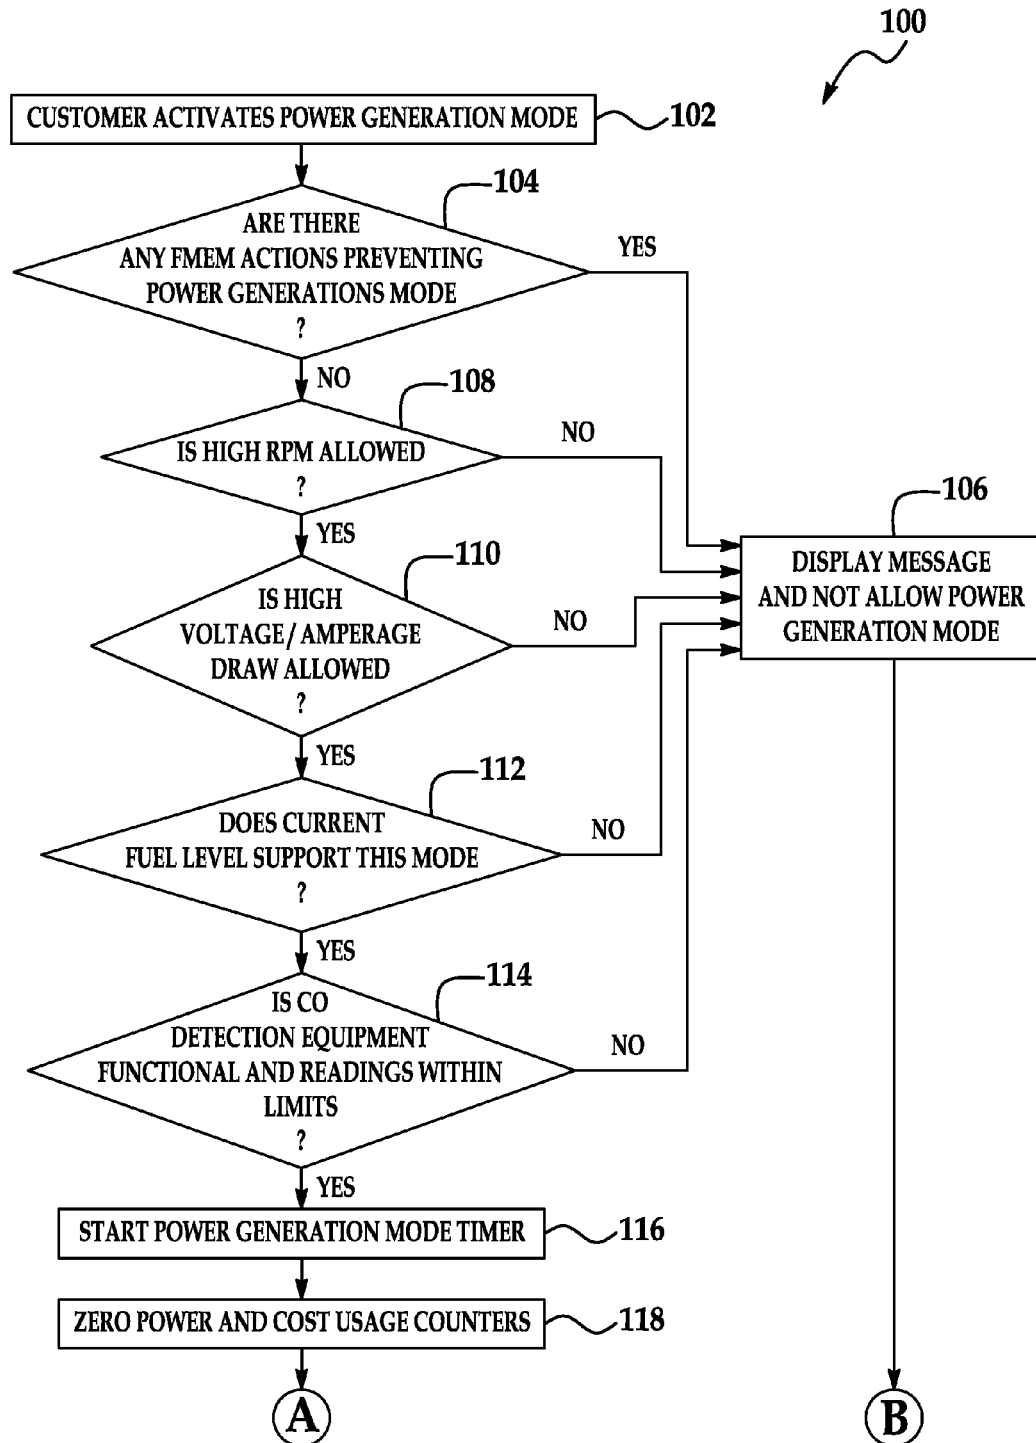 100
CUSTOMER ACTIVATES POWER GENERATION MODE
102
104
ARE THERE
ANY FMEM ACTIONS PREVENTING
POWER GENERATIONS MODE
?
YES
NO
108
IS HIGH RPM ALLOWED
?
NO
YES
106
DISPLAY MESSAGE
AND NOT ALLOW POWER
GENERATION MODE
110
IS HIGH
VOLTAGE/AMPERAGE
DRAW ALLOWED
?
NO
YES
112
DOES CURRENT
FUEL LEVEL SUPPORT THIS MODE
?
NO
YES
114
IS CO
DETECTION EQUIPMENT
FUNCTIONAL AND READINGS WITHIN
LIMITS
?
NO
YES
START POWER GENERATION MODE TIMER
116
ZERO POWER AND COST USAGE COUNTERS
118
A
B